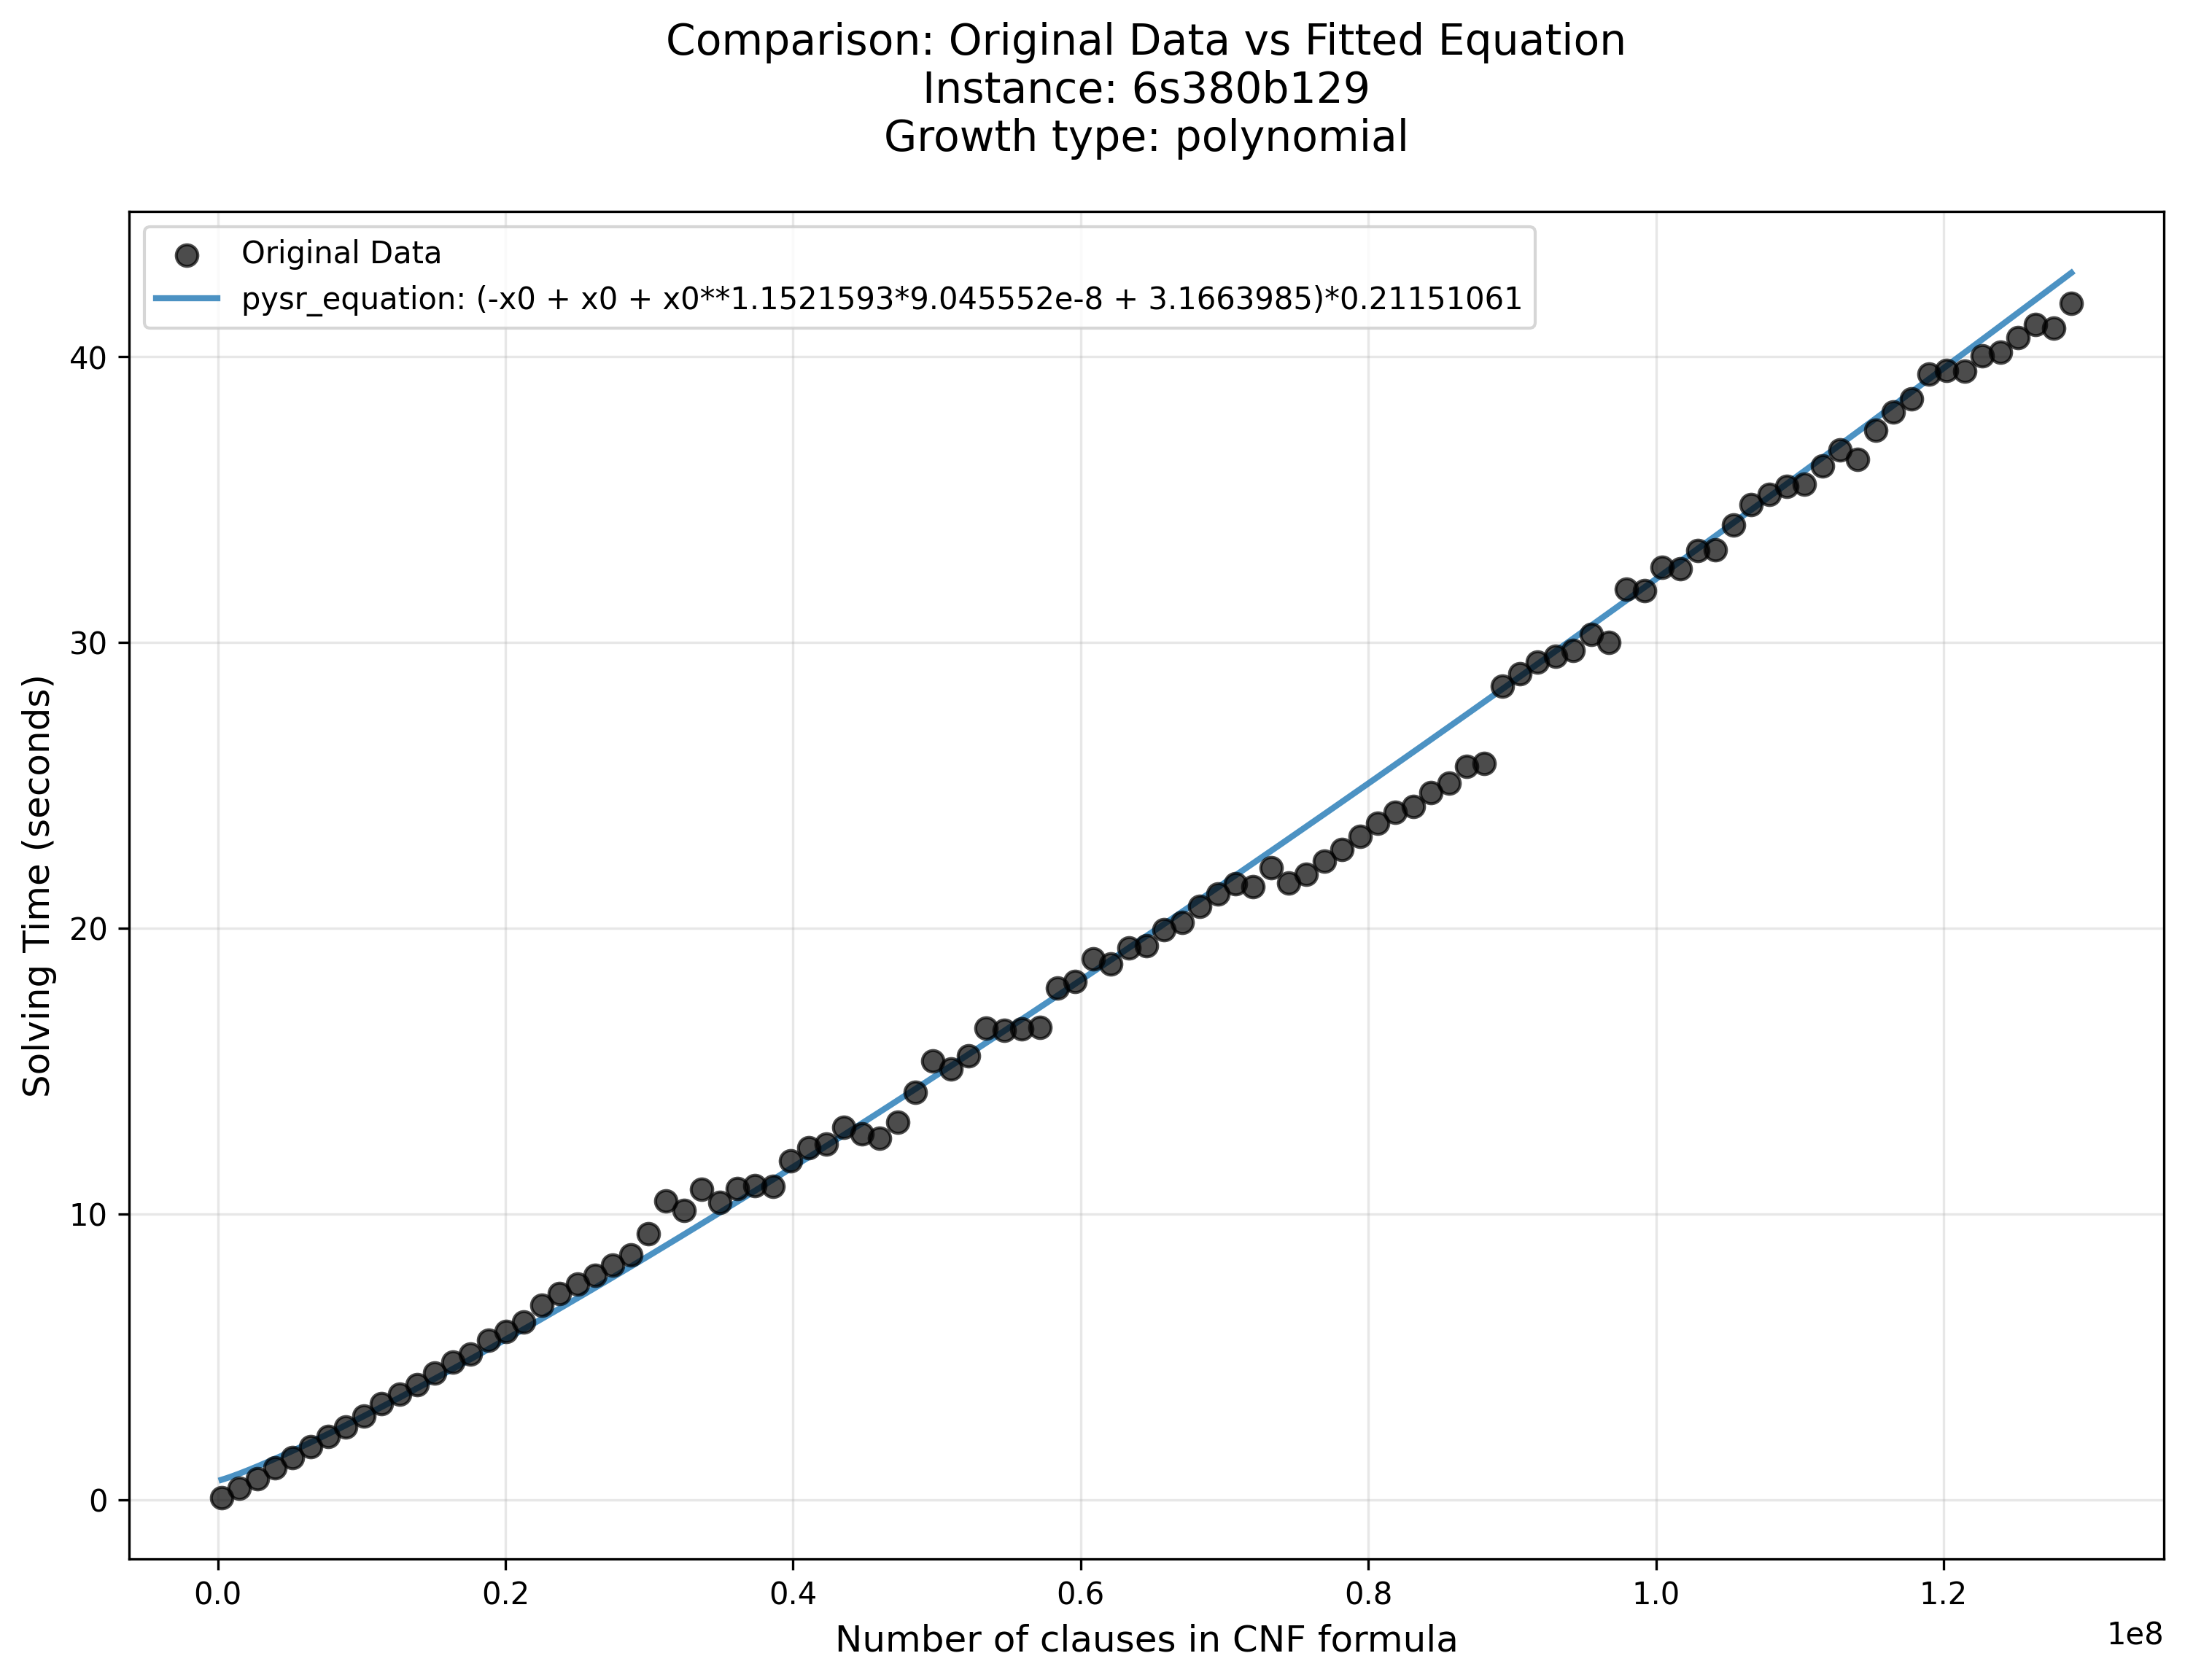 Comparison: Original Data vs Fitted Equation
Instance: 6s380b129
Growth type: polynomial
Original Data
pysr_equation: (-x0 + x0 + x0**1.1521593*9.045552e-8 + 3.1663985)*0.21151061
Solving Time (seconds)
40
30
20
10
0
0.0 0.2 0.4 0.6 0.8 1.0 1.2
1e8
Number of clauses in CNF formula